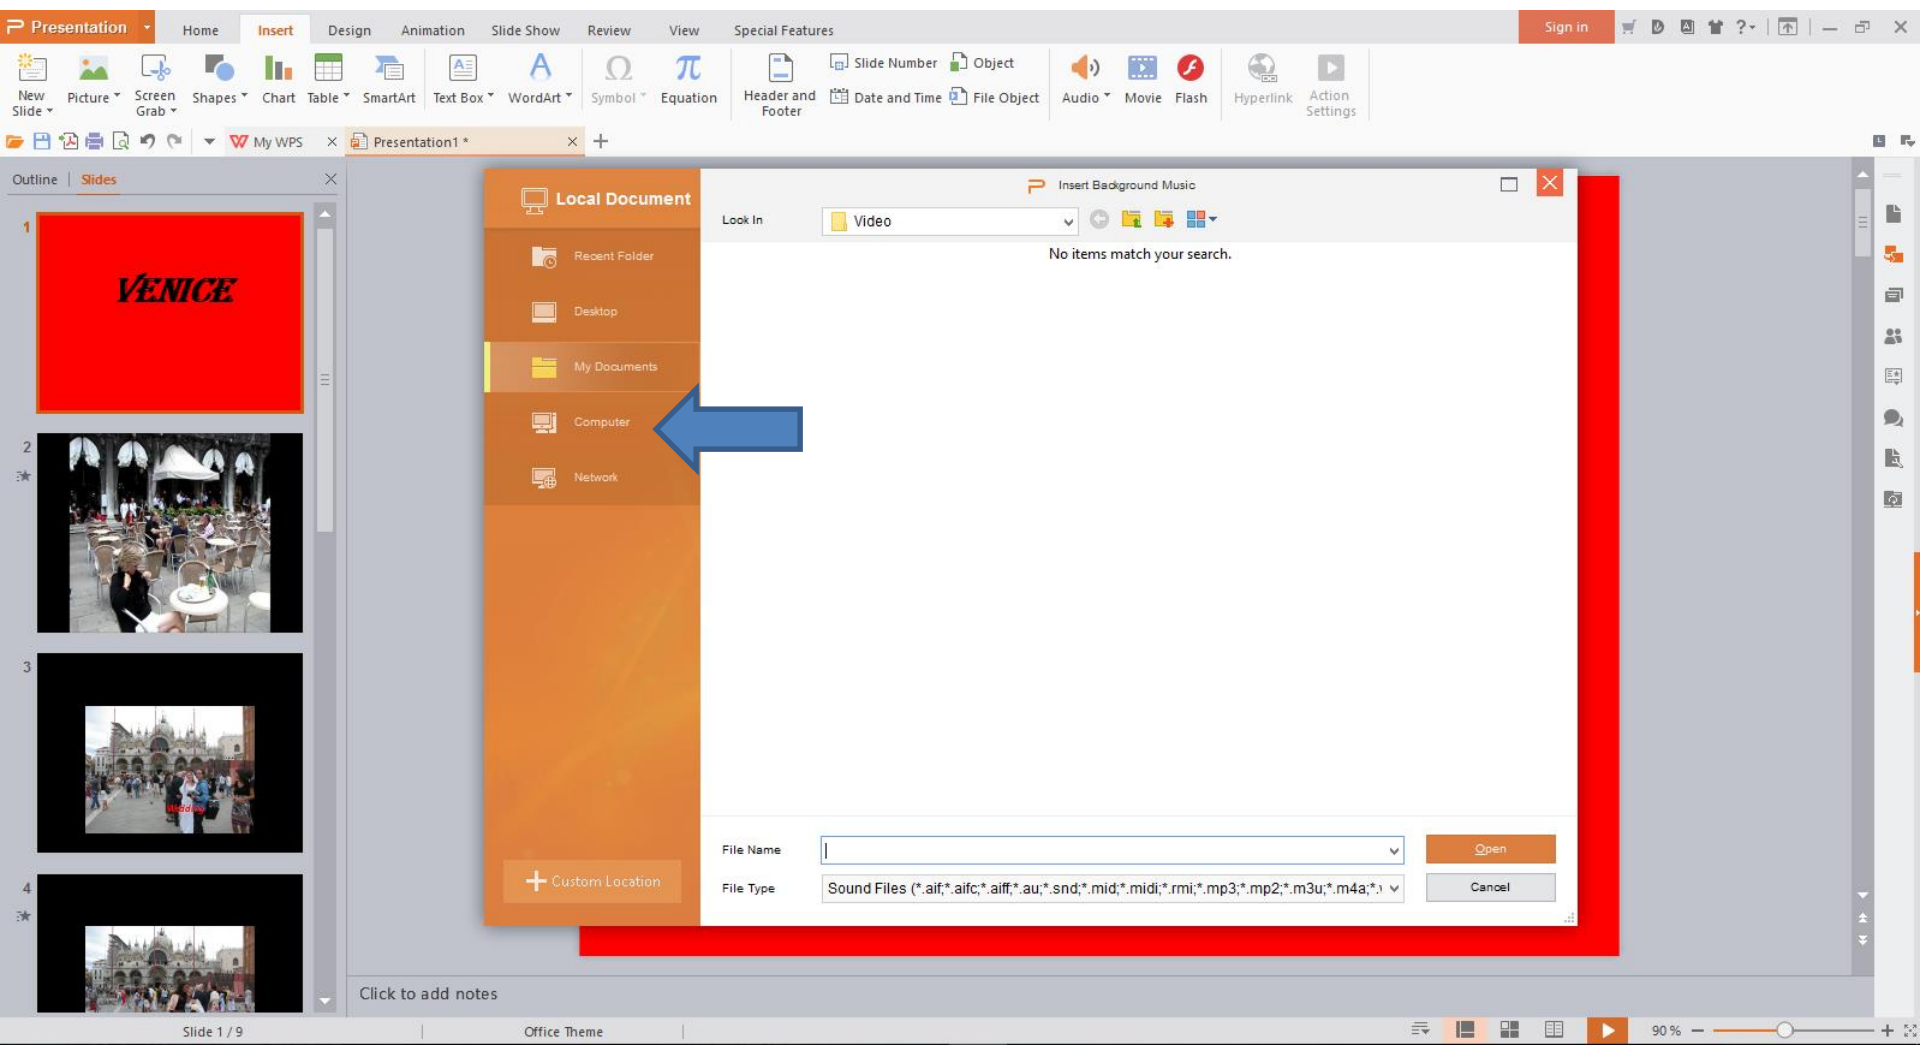 Presentation
Home Insert Design Animation Slide Show Review View Special Features
Sign in
New Slide
Picture
Screen Grab
Shapes
Chart
Table
SmartArt
Text Box
WordArt
Symbol
Equation
Header and Footer
Slide Number
Object
Date and Time
File Object
Audio
Movie
Flash
Hyperlink
Action Settings
My WPS
Presentation1 *
Outline | Slides
1
VENICE
2
3
Wedding
4
Local Document
Recent Folder
Desktop
My Documents
Computer
Network
Custom Location
Insert Background Music
Look In
Video
No items match your search.
File Name
Open
File Type
Sound Files (*.aif;*.aifc;*.aiff;*.au;*.snd;*.mid;*.midi;*.rmi;*.mp3;*.mp2;*.m3u;*.m4a;*.
Cancel
Click to add notes
Slide 1 / 9
Office Theme
90 %